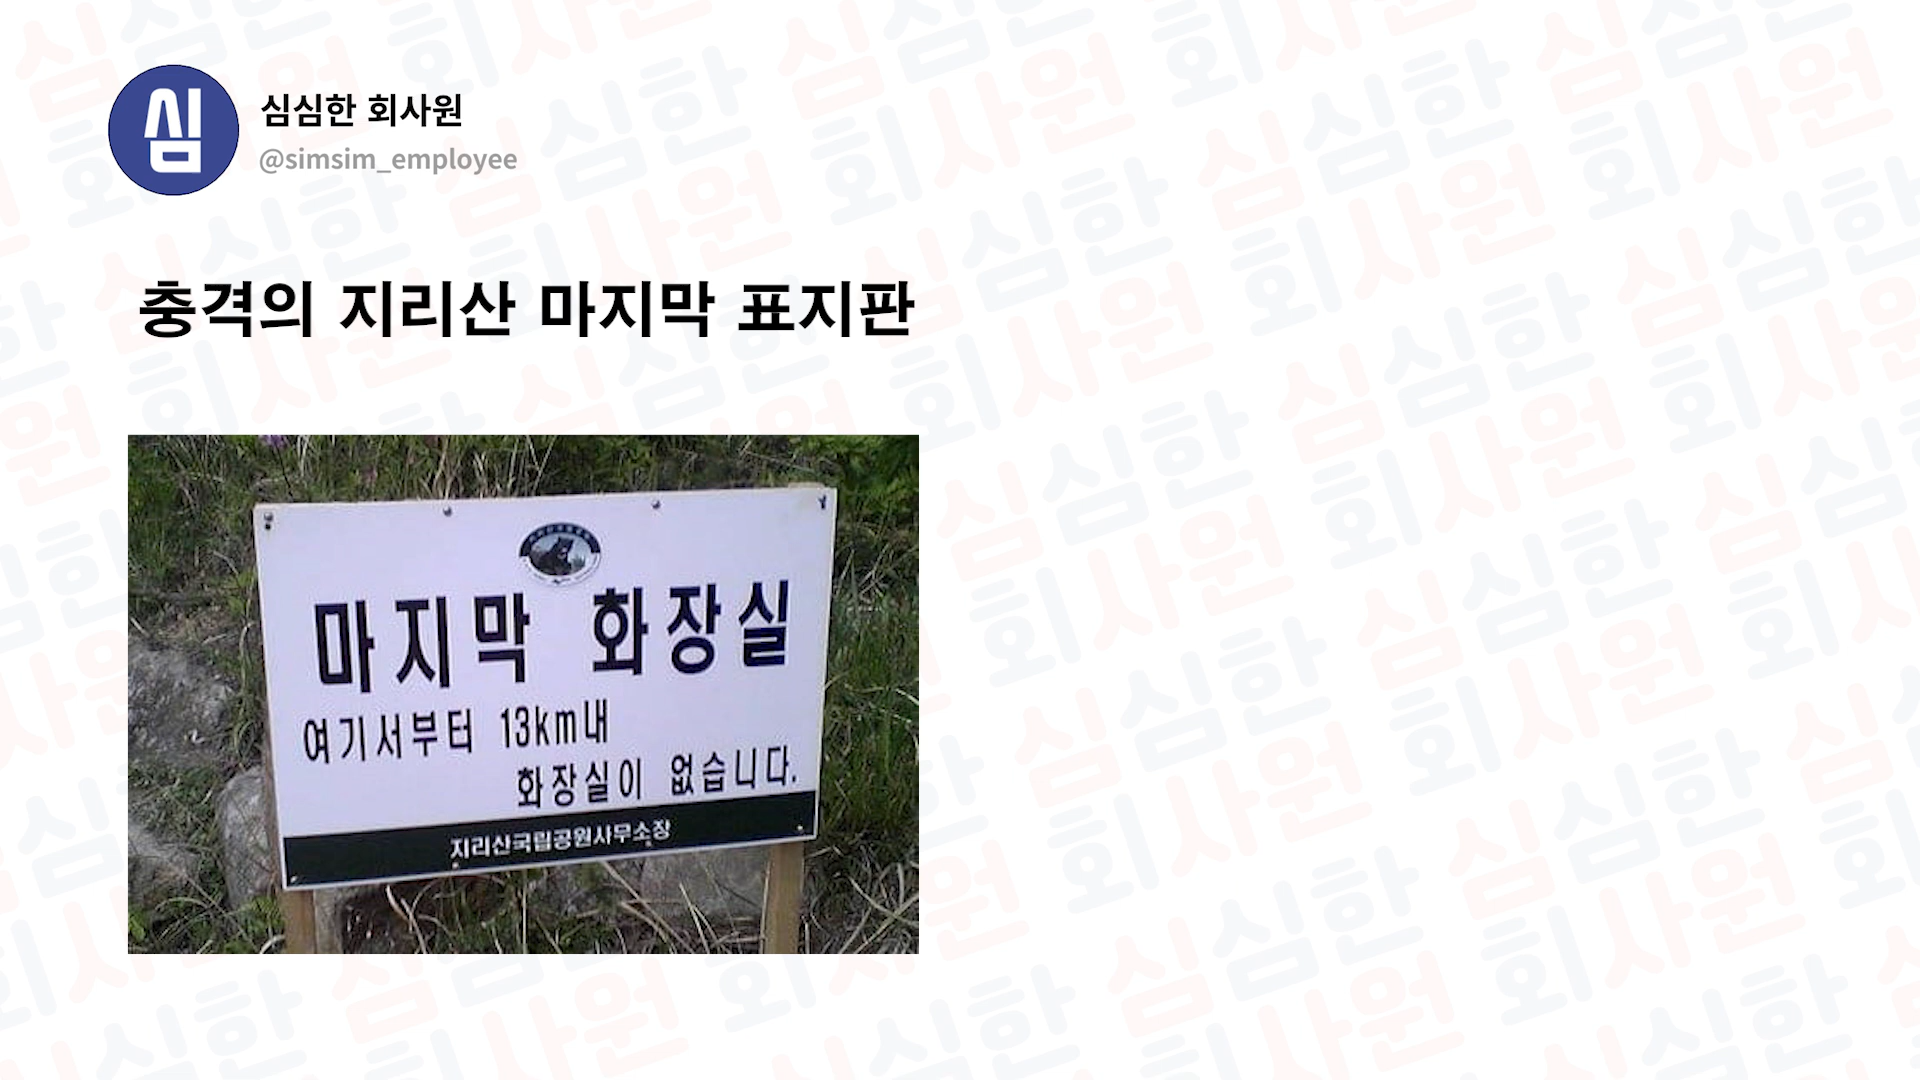 심
심심한 회사원
@simsim_employee
충격의 지리산 마지막 표지판
마지막 화장실
여기서부터 13km내
화장실이 없습니다.
지리산국립공원사무소장